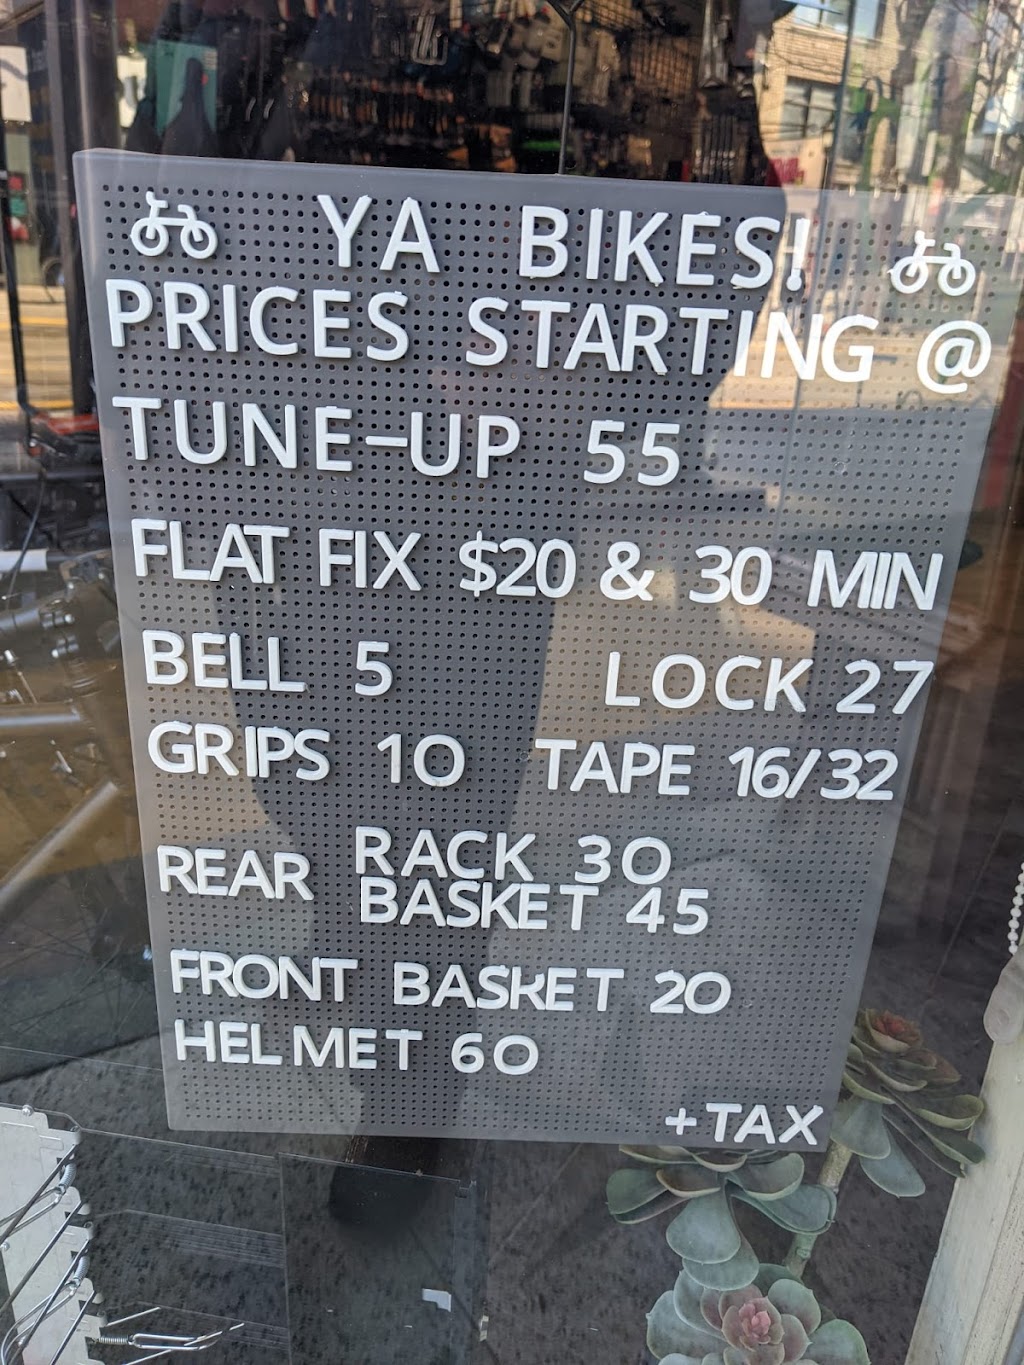 YA BIKES!
PRICES STARTING @
TUNE-UP 55
FLAT FIX $20 & 30 MIN
BELL 5 LOCK 27
GRIPS 10 TAPE 16/32
REAR RACK 30
BASKET 45
FRONT BASKET 20
HELMET 60
+TAX